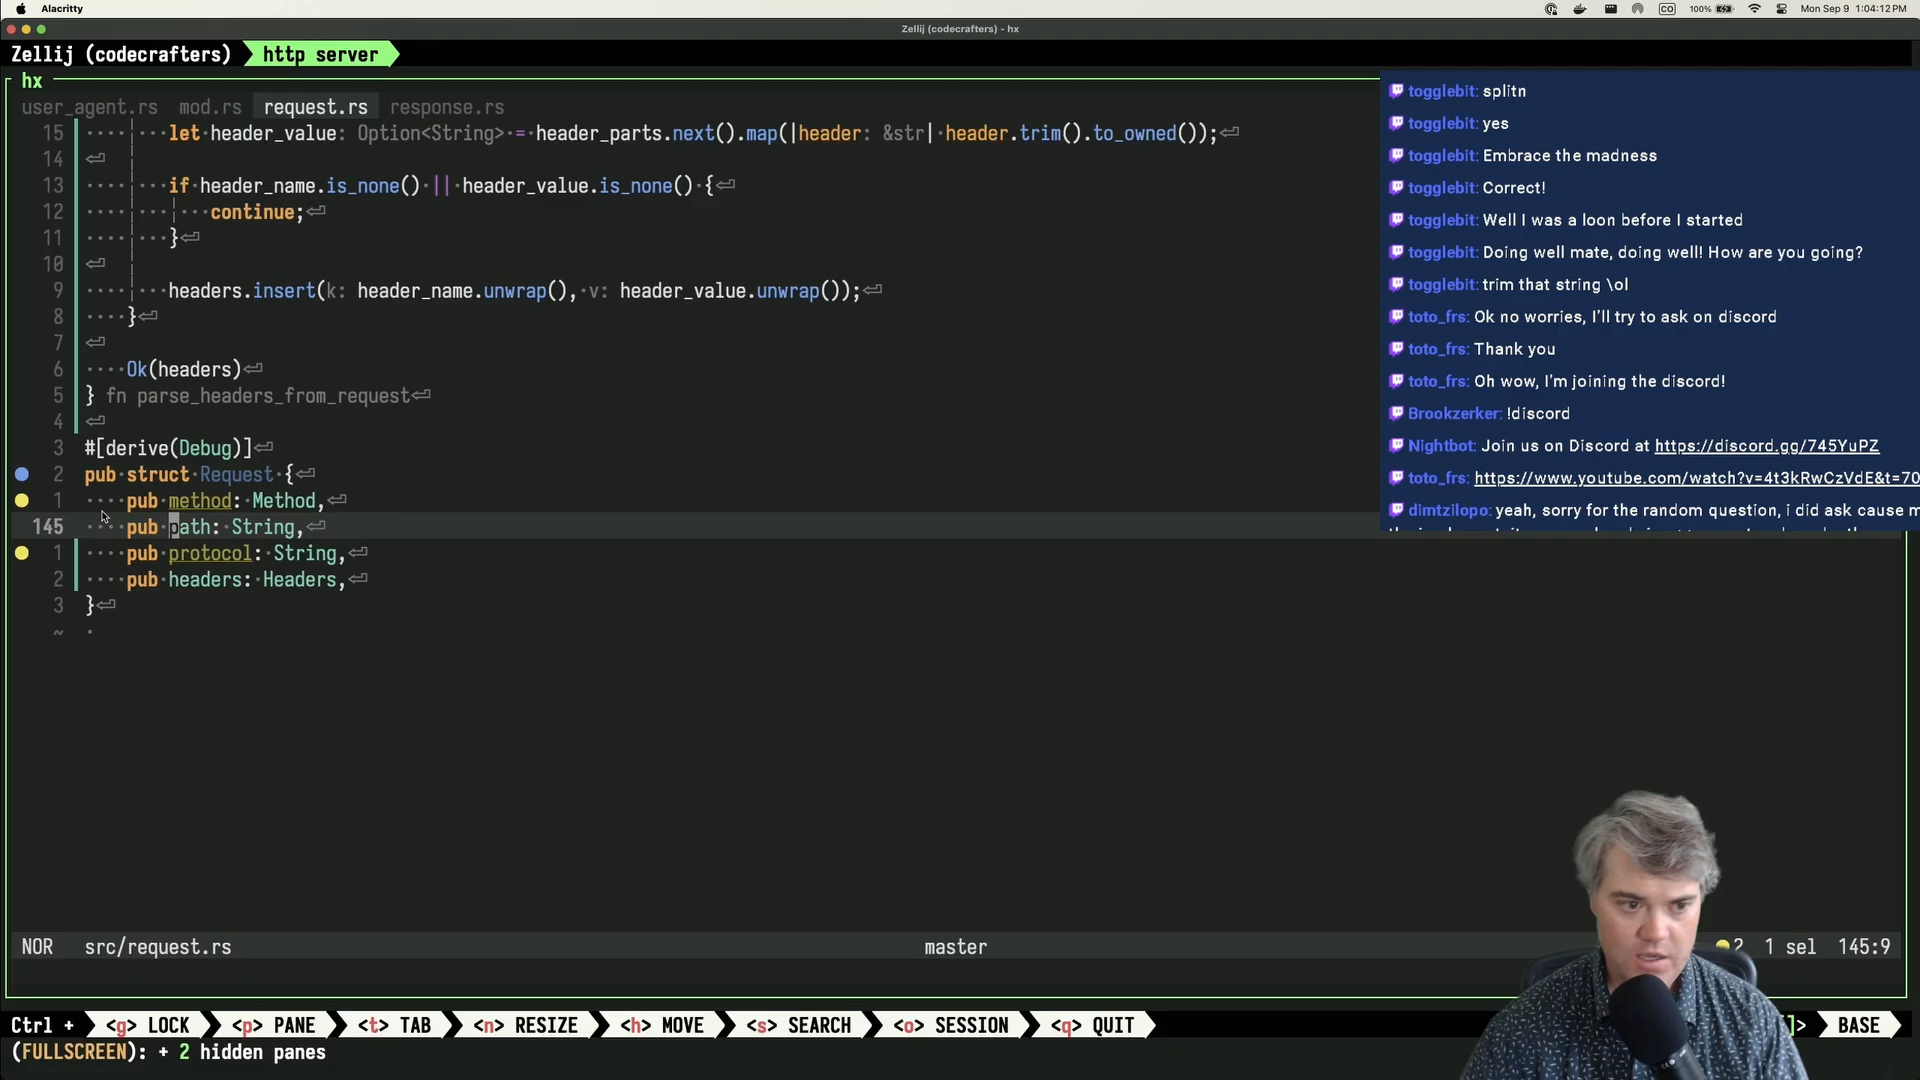 Alacritty
CO
100%
Mon Sep 9 1:04:12 PM
Zellij (codecrafters) - hx
Zellij (codecrafters) http server
hx
user_agent.rs mod.rs request.rs response.rs
15 let header_value: Option<String> = header_parts.next().map(|header: &str| header.trim().to_owned());
14
13 if header_name.is_none() || header_value.is_none() {
12 continue;
11 }
10
9 headers.insert(k: header_name.unwrap(), v: header_value.unwrap());
8 }
7
6 Ok(headers)
5 } fn parse_headers_from_request
4
3 #[derive(Debug)]
2 pub struct Request {
1 pub method: Method,
145 pub path: String,
1 pub protocol: String,
2 pub headers: Headers,
3 }
~
togglebit: splitn
togglebit: yes
togglebit: Embrace the madness
togglebit: Correct!
togglebit: Well I was a loon before I started
togglebit: Doing well mate, doing well! How are you going?
togglebit: trim that string \ol
toto_frs: Ok no worries, I'll try to ask on discord
toto_frs: Thank you
toto_frs: Oh wow, I'm joining the discord!
Brookzerker: !discord
Nightbot: Join us on Discord at https://discord.gg/745YuPZ
toto_frs: https://www.youtube.com/watch?v=4t3kRwCzVdE&t=70
dimtzilopo: yeah, sorry for the random question, i did ask cause m
NOR src/request.rs master 2 1 sel 145:9
Ctrl + <g> LOCK <p> PANE <t> TAB <n> RESIZE <h> MOVE <s> SEARCH <o> SESSION <q> QUIT ]> BASE
(FULLSCREEN): + 2 hidden panes